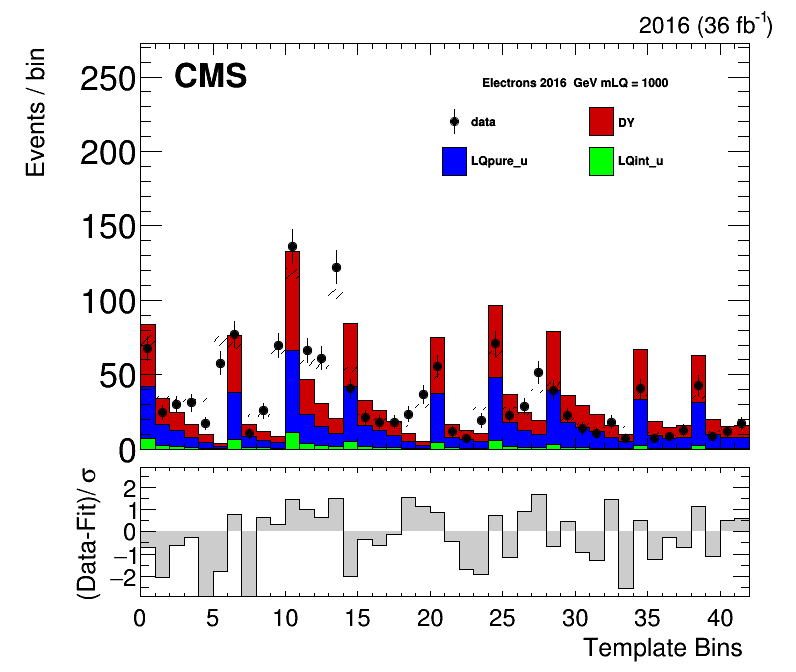 2016 (36 fb-1)
CMS
Electrons 2016 GeV mLQ = 1000
data
DY
LQpure_u
LQint_u
Events / bin
250
200
150
100
50
0
(Data-Fit)/ σ
2
1
0
−1
−2
0 5 10 15 20 25 30 35 40
Template Bins